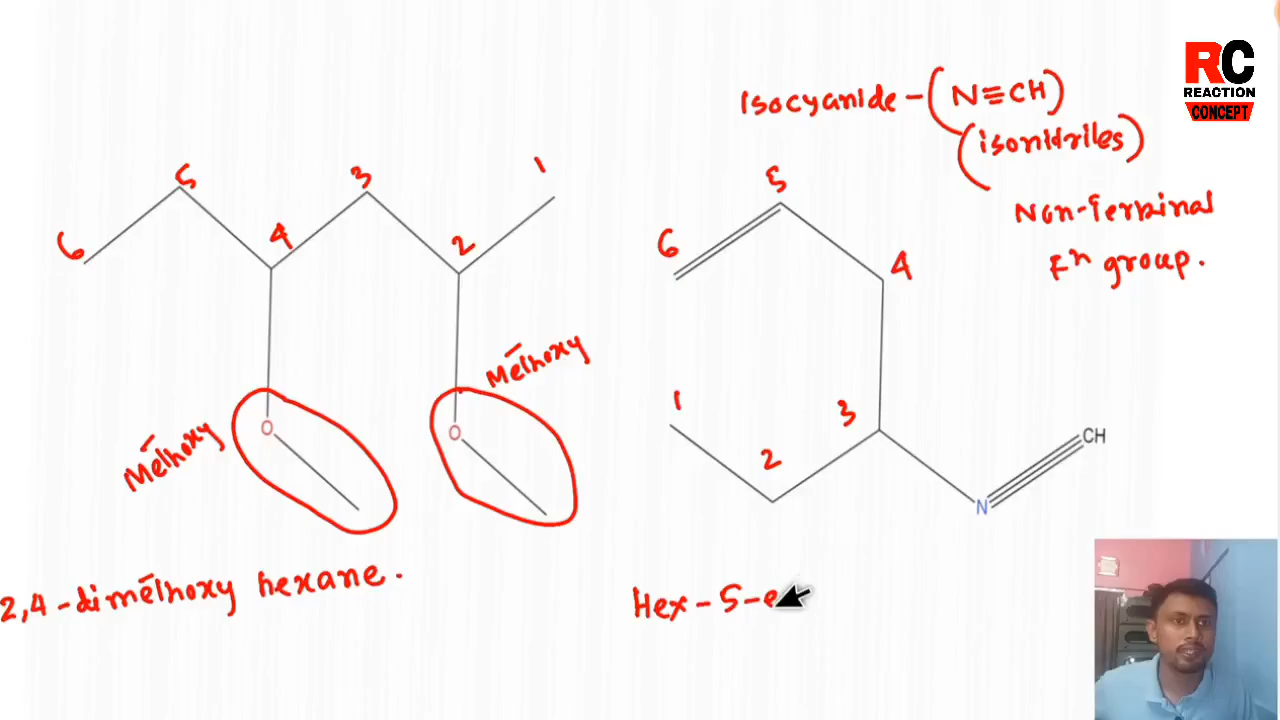 RC
REACTION
CONCEPT
Isocyanide - (N≡CH)
(isonitriles)
Non-Terminal
Fn group.
6 5 4 3 2 1
Methoxy
Methoxy
O
O
2,4-dimethoxy hexane.
6 5 4
1 2 3
N
CH
Hex-5-e